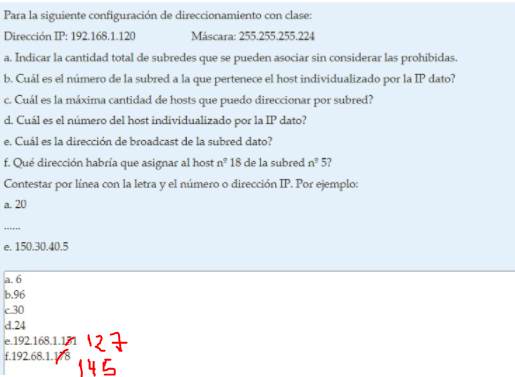 Para la siguiente configuración de direccionamiento con clase:
Dirección IP: 192.168.1.120 Máscara: 255.255.255.224
a. Indicar la cantidad total de subredes que se pueden asociar sin considerar las prohibidas.
b. Cuál es el número de la subred a la que pertenece el host individualizado por la IP dato?
c. Cuál es la máxima cantidad de hosts que puedo direccionar por subred?
d. Cuál es el número del host individualizado por la IP dato?
e. Cuál es la dirección de broadcast de la subred dato?
f. Qué dirección habría que asignar al host nº 18 de la subred nº 5?
Contestar por línea con la letra y el número o dirección IP. Por ejemplo:
a. 20
......
e. 150.30.40.5
a. 6
b.96
c.30
d.24
e.192.168.1.131 127
f.192.68.1.178
145